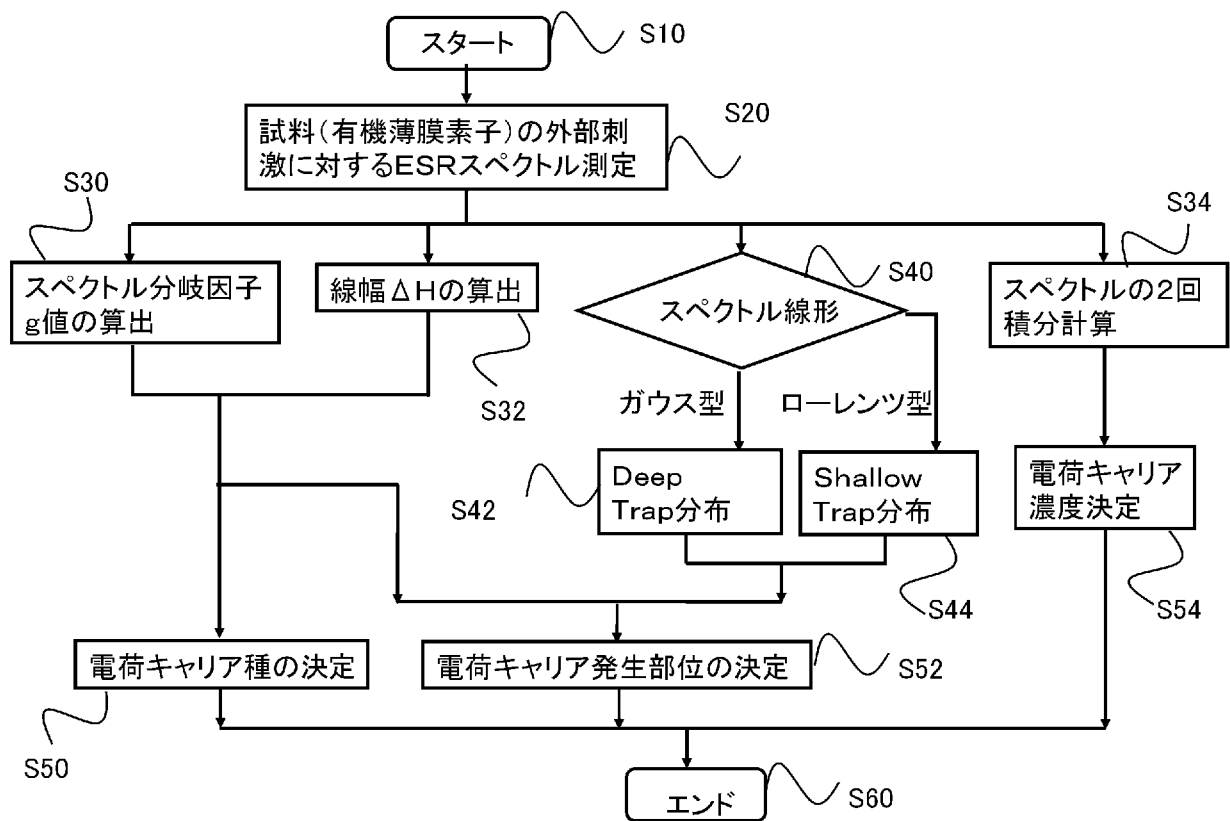 スタート
S10
試料(有機薄膜素子)の外部刺
激に対するESRスペクトル測定
S20
S30
スペクトル分岐因子
g値の算出
線幅ΔHの算出
S32
スペクトル線形
S40
S34
スペクトルの2回
積分計算
ガウス型
ローレンツ型
S42
Deep
Trap分布
Shallow
Trap分布
S44
電荷キャリア
濃度決定
S54
電荷キャリア種の決定
S50
電荷キャリア発生部位の決定
S52
エンド
S60